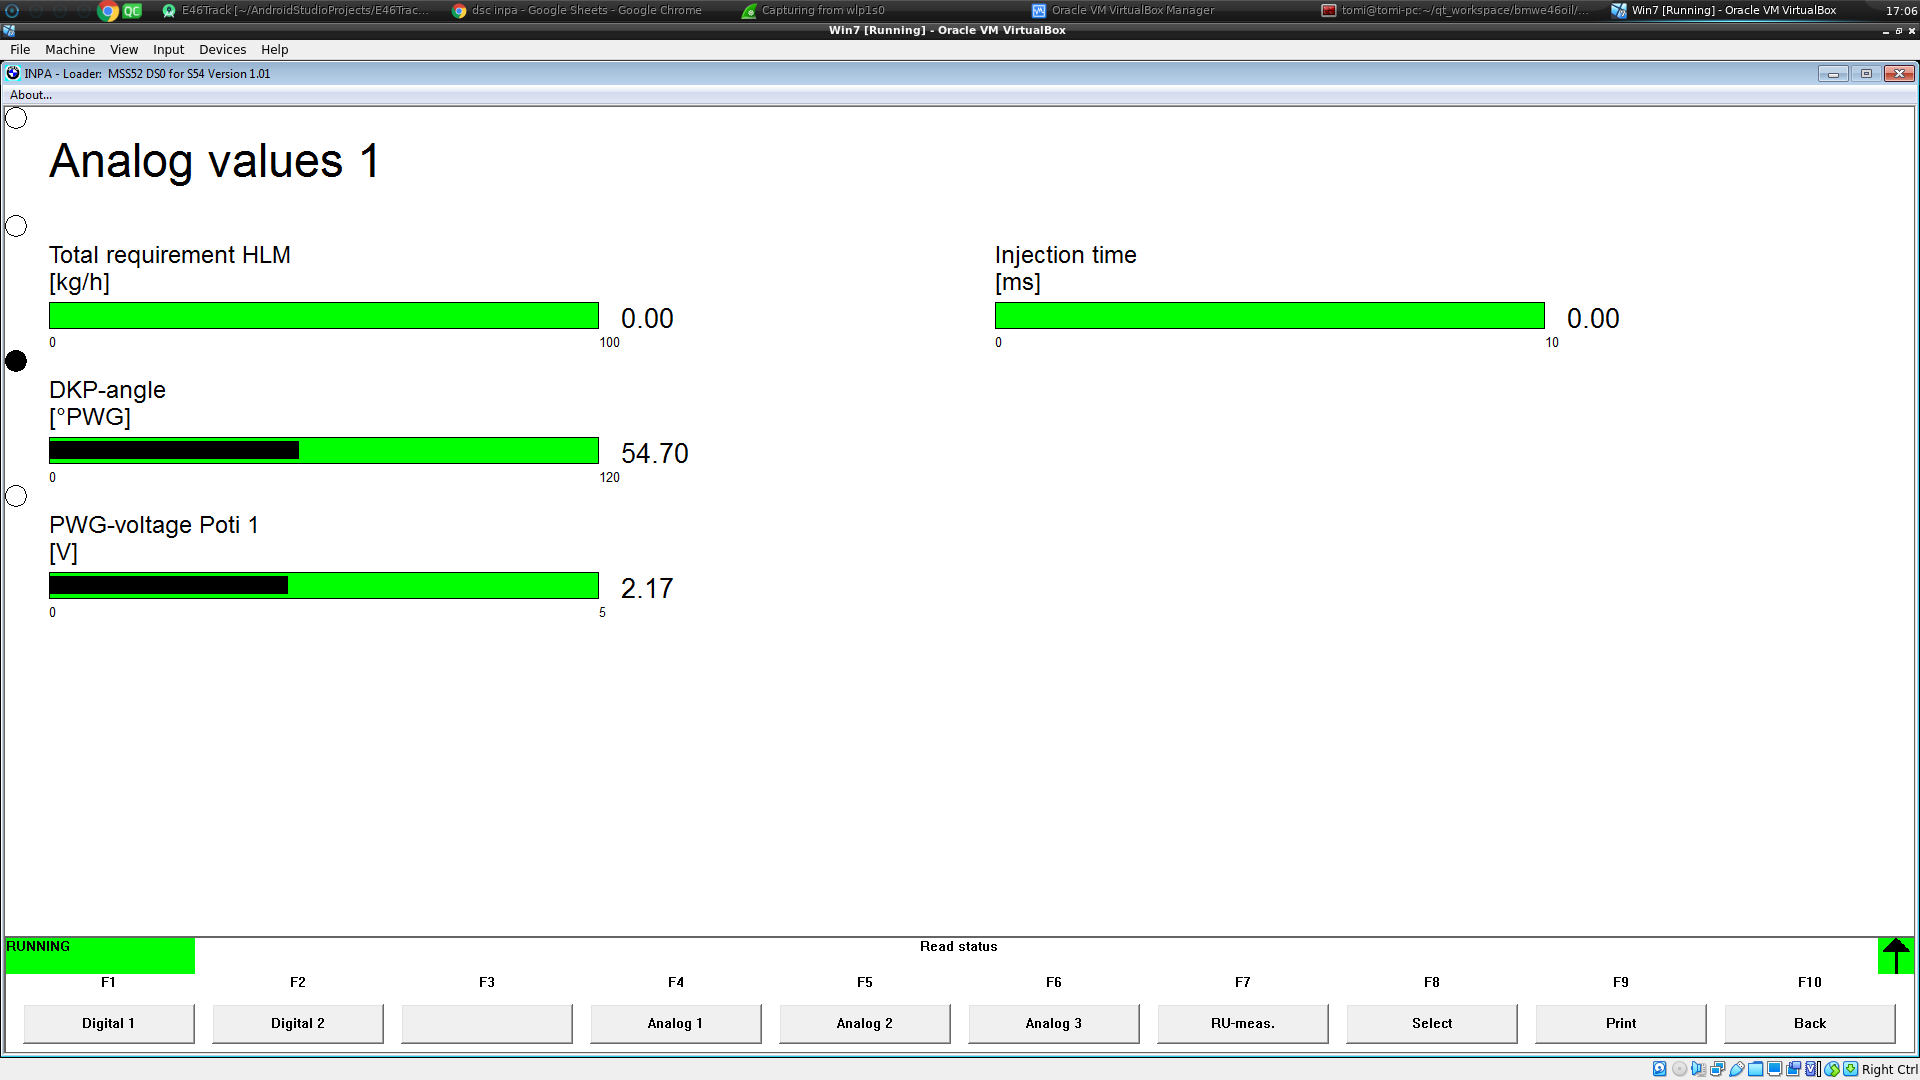 E46Track [~/AndroidStudioProjects/E46Trac...
dsc inpa - Google Sheets - Google Chrome
Capturing from wlp1s0
Oracle VM VirtualBox Manager
tomi@tomi-pc:~/qt_workspace/bmwe46oil/...
Win7 [Running] - Oracle VM VirtualBox
17:06
QC
Win7 [Running] - Oracle VM VirtualBox
File Machine View Input Devices Help
INPA - Loader: MSS52 DS0 for S54 Version 1.01
About...
Analog values 1
Total requirement HLM
[kg/h]
0.00
0 100
Injection time
[ms]
0.00
0 10
DKP-angle
[°PWG]
54.70
0 120
PWG-voltage Poti 1
[V]
2.17
0 5
RUNNING
Read status
F1 F2 F3 F4 F5 F6 F7 F8 F9 F10
Digital 1 Digital 2 Analog 1 Analog 2 Analog 3 RU-meas. Select Print Back
Right Ctrl